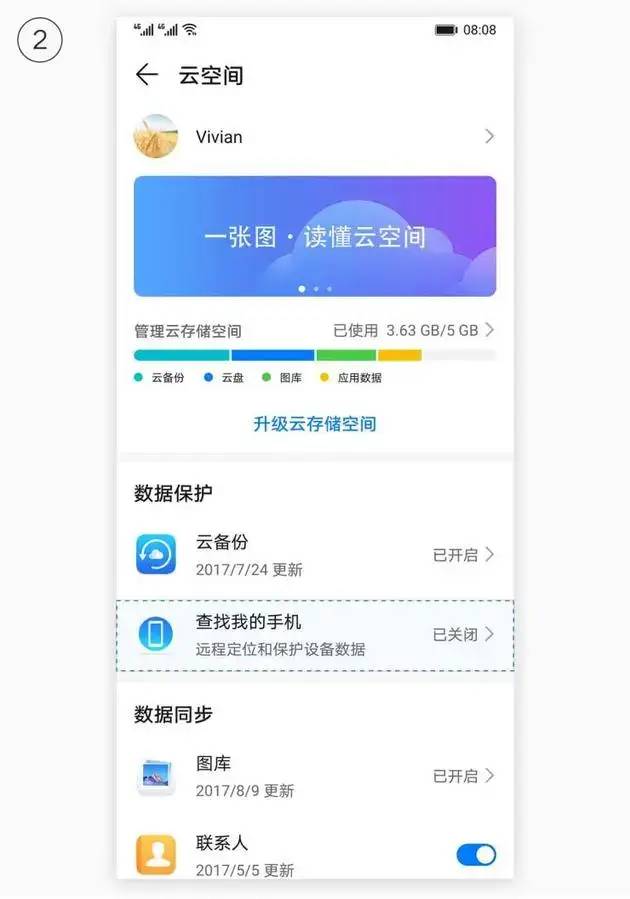 2
4G 4G 08:08
云空间
Vivian
一张图·读懂云空间
管理云存储空间 已使用 3.63 GB/5 GB
云备份 云盘 图库 应用数据
升级云存储空间
数据保护
云备份
2017/7/24 更新
已开启
查找我的手机
远程定位和保护设备数据
已关闭
数据同步
图库
2017/8/9 更新
已开启
联系人
2017/5/5 更新